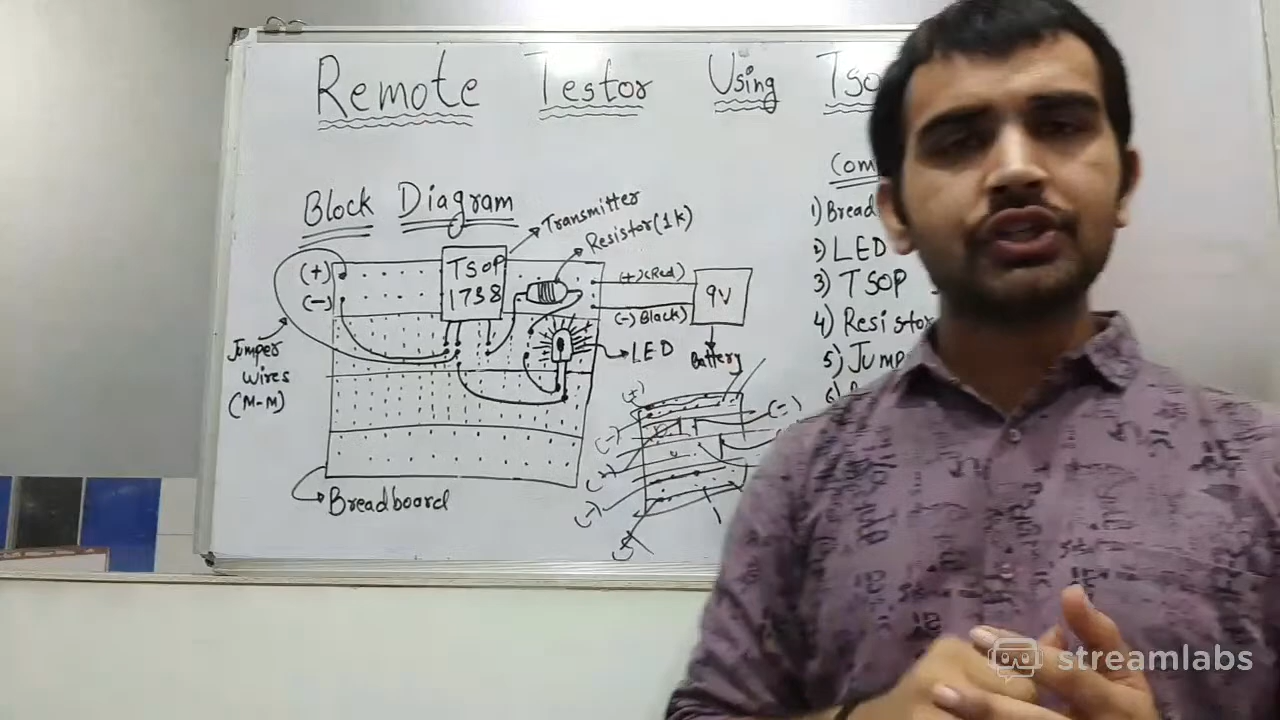 Remote Testor Using Tso
Block Diagram
Transmitter
Resistor(1k)
Com
1) Bread
2) LED
3) TSOP
4) Resistor
5) Jump
(+)
(-)
TSOP
1738
(+)(Red)
(-) Black)
9V
Battery
LED
Jumper
wires
(M-M)
(-)
Breadboard
streamlabs